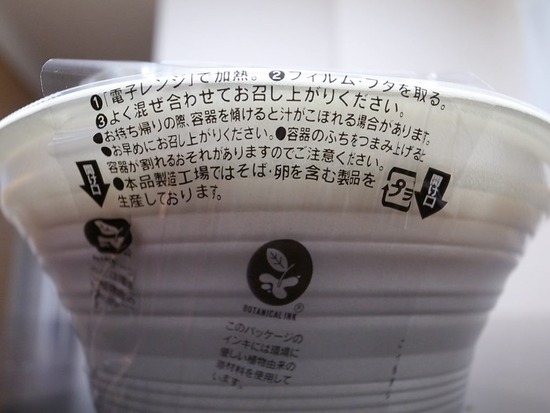 ①「電子レンジ」で加熱。②フィルム・フタを取る。
③よく混ぜ合わせてお召し上がりください。
●お持ち帰りの際、容器を傾けると汁がこぼれる場合があります。
●お早めにお召し上がりください。●容器のふちをつまみ上げると
容器が割れるおそれがありますのでご注意ください。
●本品製造工場ではそば・卵を含む製品を
生産しております。
開け口
プラ
開け口
BOTANICAL INK
®
このパッケージの
インキには環境に
優しい植物由来の
原材料を使用して
います。